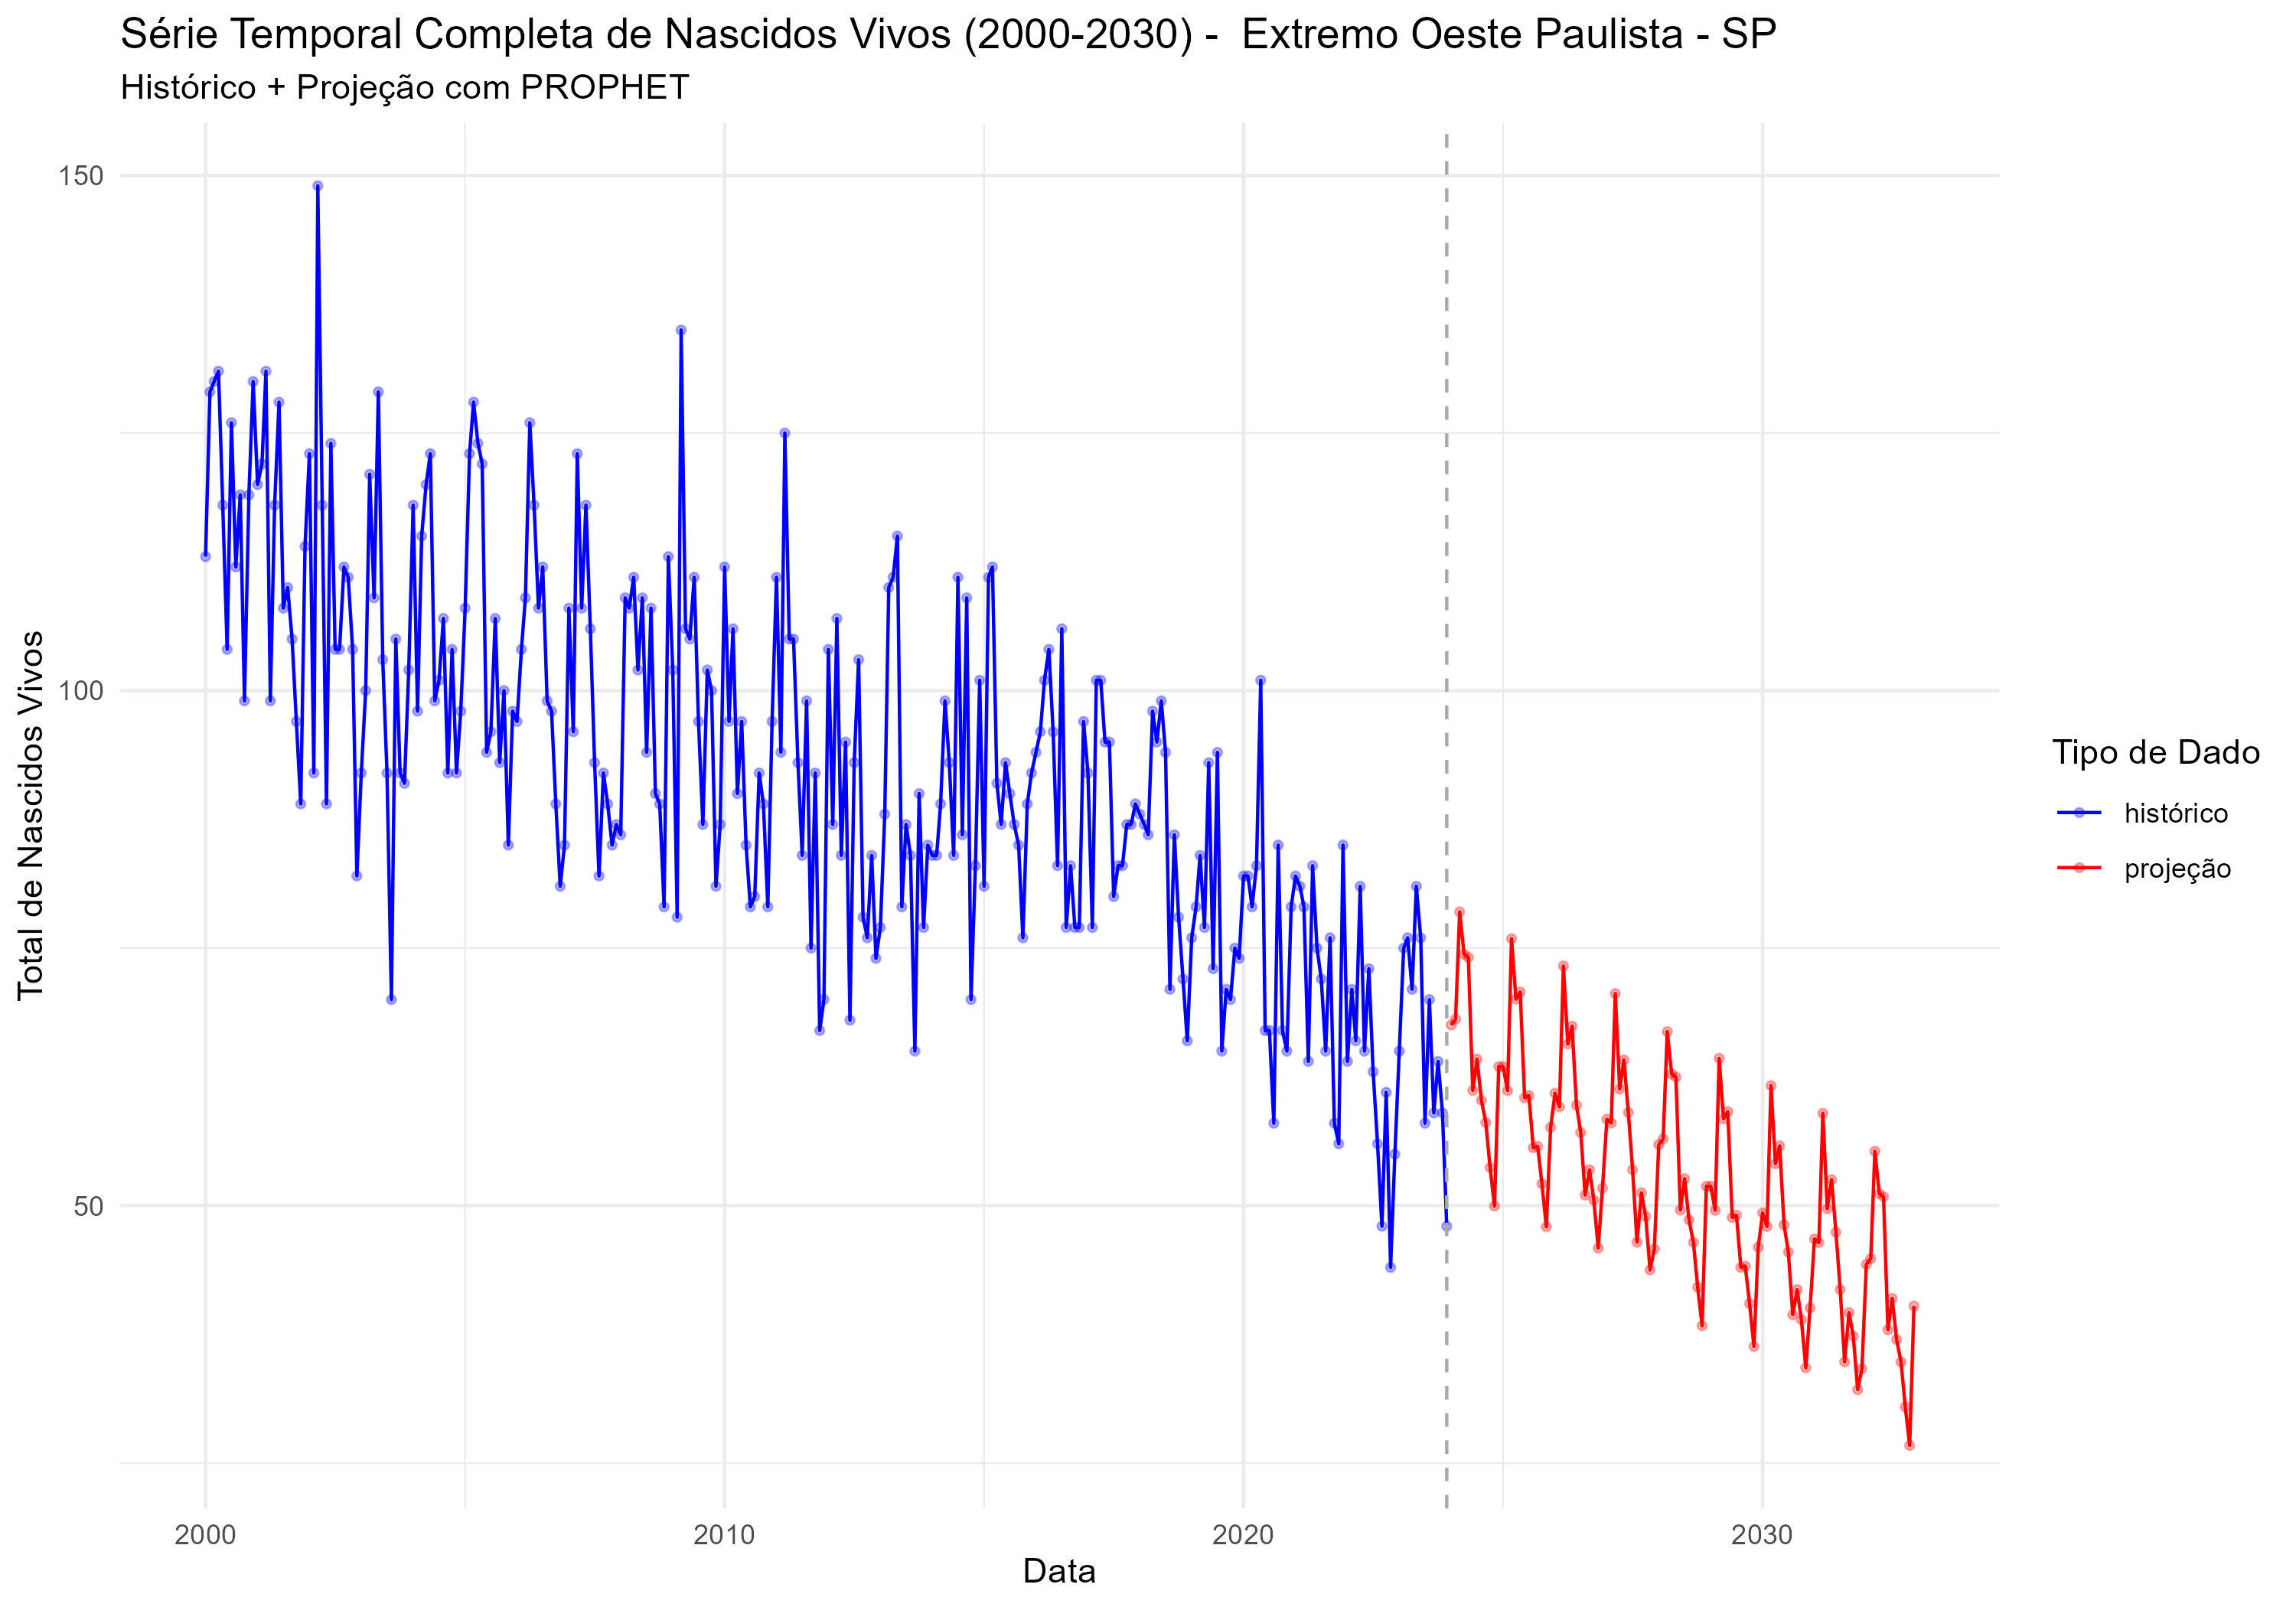 Série Temporal Completa de Nascidos Vivos (2000-2030) -  Extremo Oeste Paulista - SP
Histórico + Projeção com PROPHET
150
100
50
Total de Nascidos Vivos
2000
2010
2020
2030
Data
Tipo de Dado
histórico
projeção